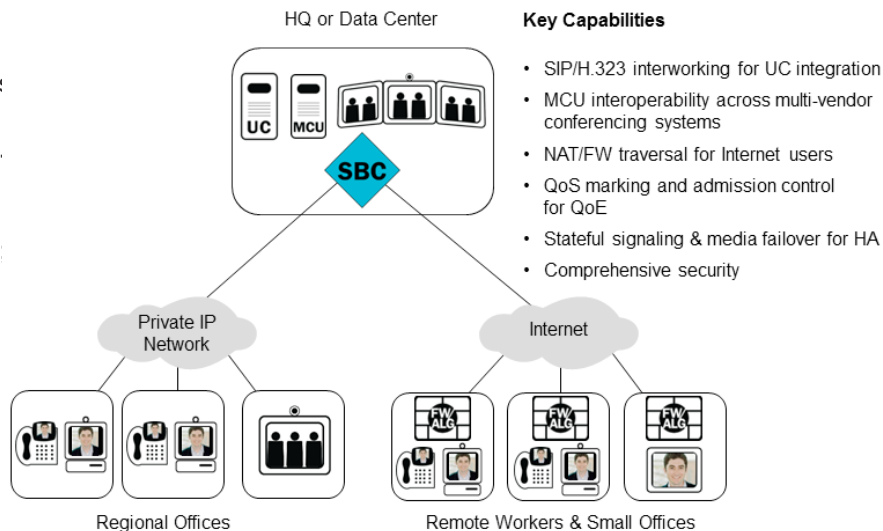 HQ or Data Center
Key Capabilities
• SIP/H.323 interworking for UC integration
• MCU interoperability across multi-vendor
conferencing systems
• NAT/FW traversal for Internet users
• QoS marking and admission control
for QoE
• Stateful signaling & media failover for HA
• Comprehensive security
UC
MCU
SBC
Private IP
Network
Internet
FW/
ALG
FW/
ALG
FW/
ALG
Regional Offices
Remote Workers & Small Offices